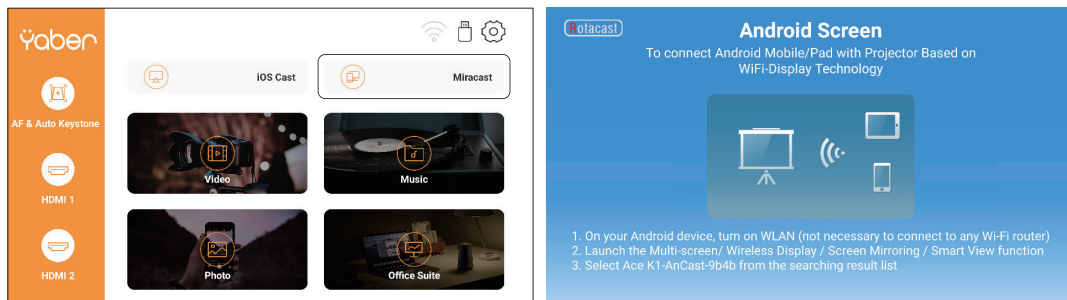 Yaber
AF & Auto Keystone
HDMI 1
HDMI 2
iOS Cast
Miracast
Video
Music
Photo
Office Suite
Rotacast
Android Screen
To connect Android Mobile/Pad with Projector Based on
WiFi-Display Technology
1. On your Android device, turn on WLAN (not necessary to connect to any Wi-Fi router)
2. Launch the Multi-screen/ Wireless Display / Screen Mirroring / Smart View function
3. Select Ace K1-AnCast-9b4b from the searching result list